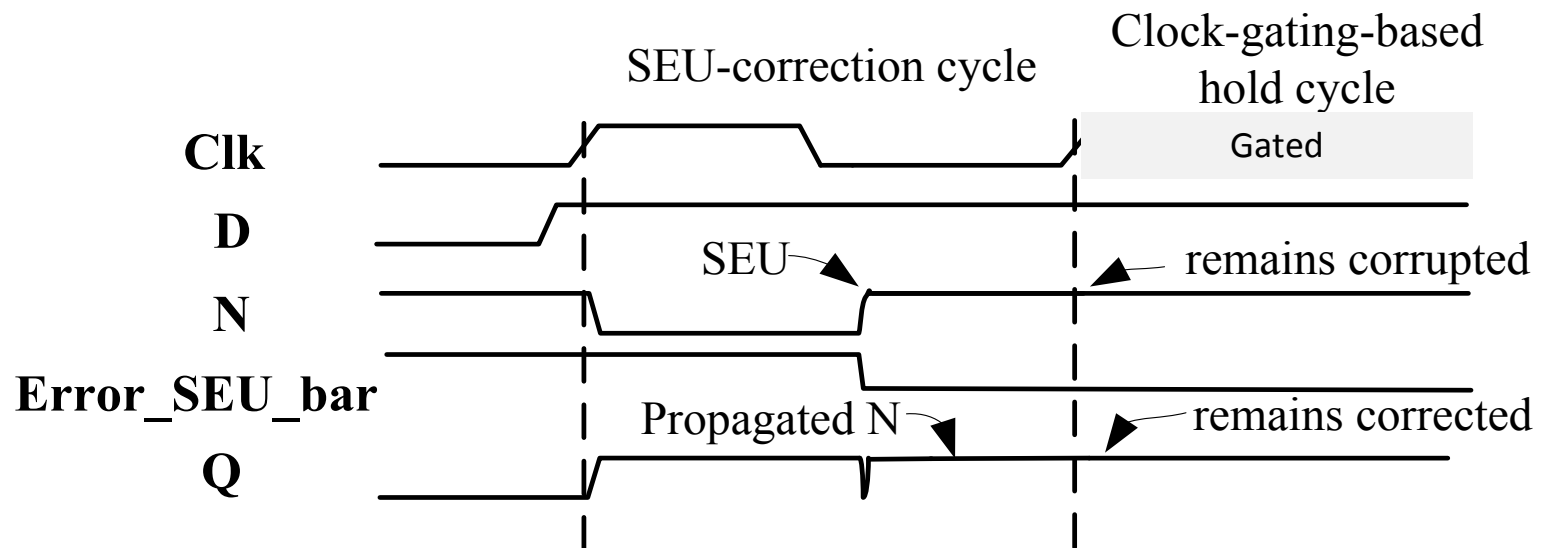 SEU-correction cycle
Clock-gating-based
hold cycle
Clk
Gated
D
SEU
remains corrupted
N
Error_SEU_bar
Propagated N
remains corrected
Q